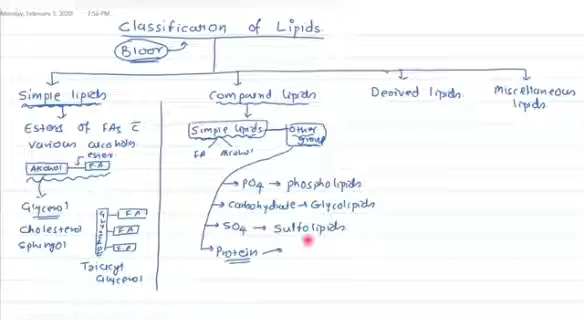 Monday, February 3, 2020 7:56 PM
Classification of Lipids.
Bloor
Simple lipids
Compound lipids
Derived lipids.
Miscellaneous
lipids.
Esters of FAs c̄
various alcohols
ester
Alcohol FA
Glycerol
Cholesterol
Sphingol
GLYCEROL
FA
FA
FA
Triacyl
Glycerol
Simple lipids
other
group
FA Alcohol
PO4 → phospholipids
Carbohydrate → Glycolipids
SO4 → Sulfolipids
Protein →